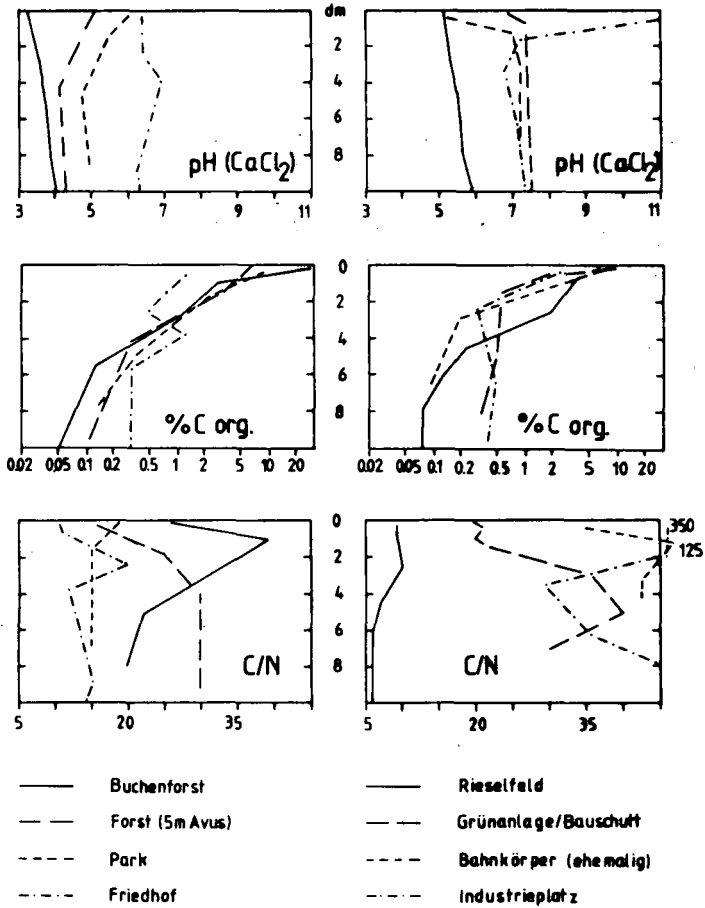 dm
2
4
6
8
pH (CaCl2)
pH (CaCl2)
3 5 7 9 11
3 5 7 9 11
0
2
4
6
8
% C org.
% C org.
0.02 0.05 0.1 0.2 0.5 1 2 5 10 20
0.02 0.05 0.1 0.2 0.5 1 2 5 10 20
0
2
4
6
8
350
125
C/N
C/N
5 20 35
5 20 35
Buchenforst
Forst (5m Avus)
Park
Friedhof
Rieselfeld
Grünanlage/Bauschutt
Bahnkörper (ehemalig)
Industrieplatz